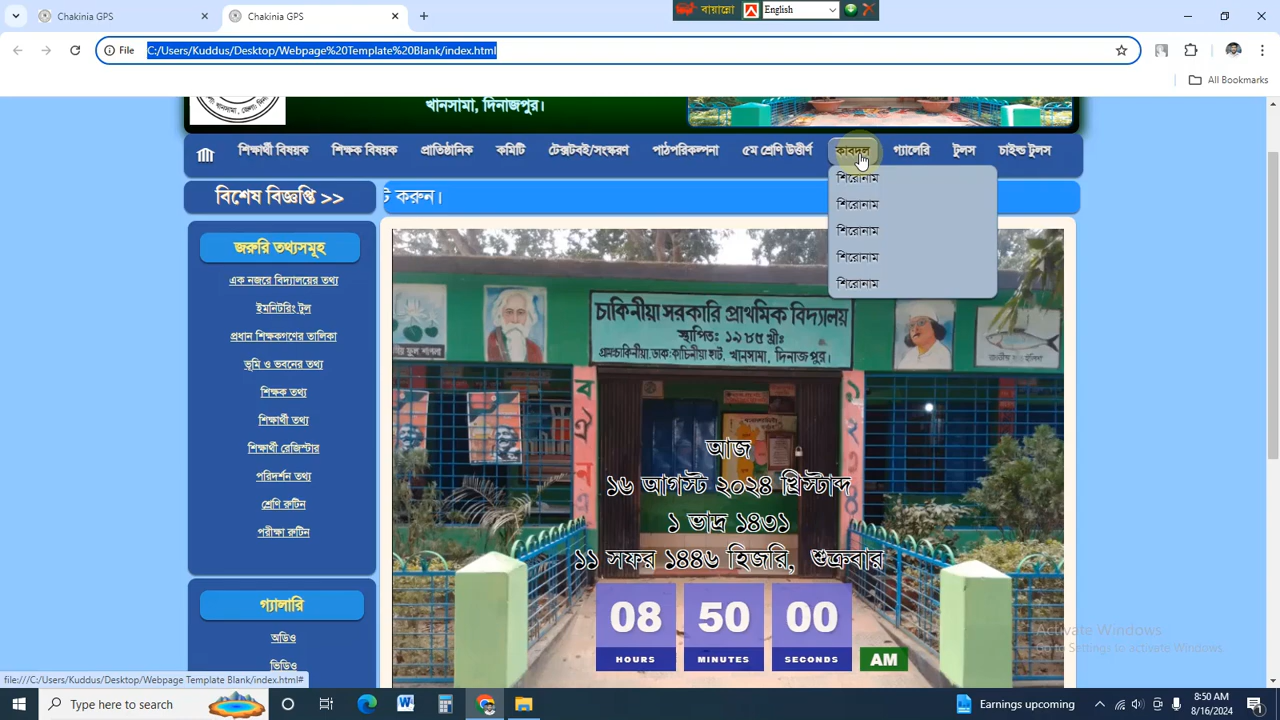 Chakinia GPS
Chakinia GPS
বায়ান্নো
English
File
C:/Users/Kuddus/Desktop/Webpage%20Template%20Blank/index.html
All Bookmarks
খানসামা, দিনাজপুর।
শিক্ষার্থী বিষয়ক
শিক্ষক বিষয়ক
প্রাতিষ্ঠানিক
কমিটি
টেক্সটবই/সংস্করণ
পাঠপরিকল্পনা
৫ম শ্রেণি উর্ত্তীণ
কাবদল
গ্যালেরি
টুলস
চাইল্ড টুলস
বিশেষ বিজ্ঞপ্তি >>
ট করুন।
শিরোনাম
শিরোনাম
শিরোনাম
শিরোনাম
শিরোনাম
জরুরি তথ্যসমূহ
এক নজরে বিদ্যালয়ের তথ্য
ইমনিটরিং টুল
প্রধান শিক্ষকগণের তালিকা
ভূমি ও ভবনের তথ্য
শিক্ষক তথ্য
শিক্ষার্থী তথ্য
শিক্ষার্থী রেজিস্টার
পরিদর্শন তথ্য
শ্রেণি রুটিন
পরীক্ষা রুটিন
গ্যালারি
অডিও
ভিডিও
চাকিনীয়া সরকারি প্রাথমিক বিদ্যালয়
স্থাপিত: ১৯৮৫ খ্রীঃ
গ্রাম:চাকিনীয়া,ডাক:কাচিনীয়া হাট, খানসামা, দিনাজপুর।
আজ
১৬ আগস্ট ২০২৪ খ্রিস্টাব্দ
১ ভাদ্র ১৪৩১
১১ সফর ১৪৪৬ হিজরি, শুক্রবার
08 50 00
HOURS MINUTES SECONDS AM
Activate Windows
Go to Settings to activate Windows.
file:///C:/Users/Kuddus/Desktop/Webpage Template Blank/index.html#
Type here to search
Earnings upcoming
8:50 AM
8/16/2024